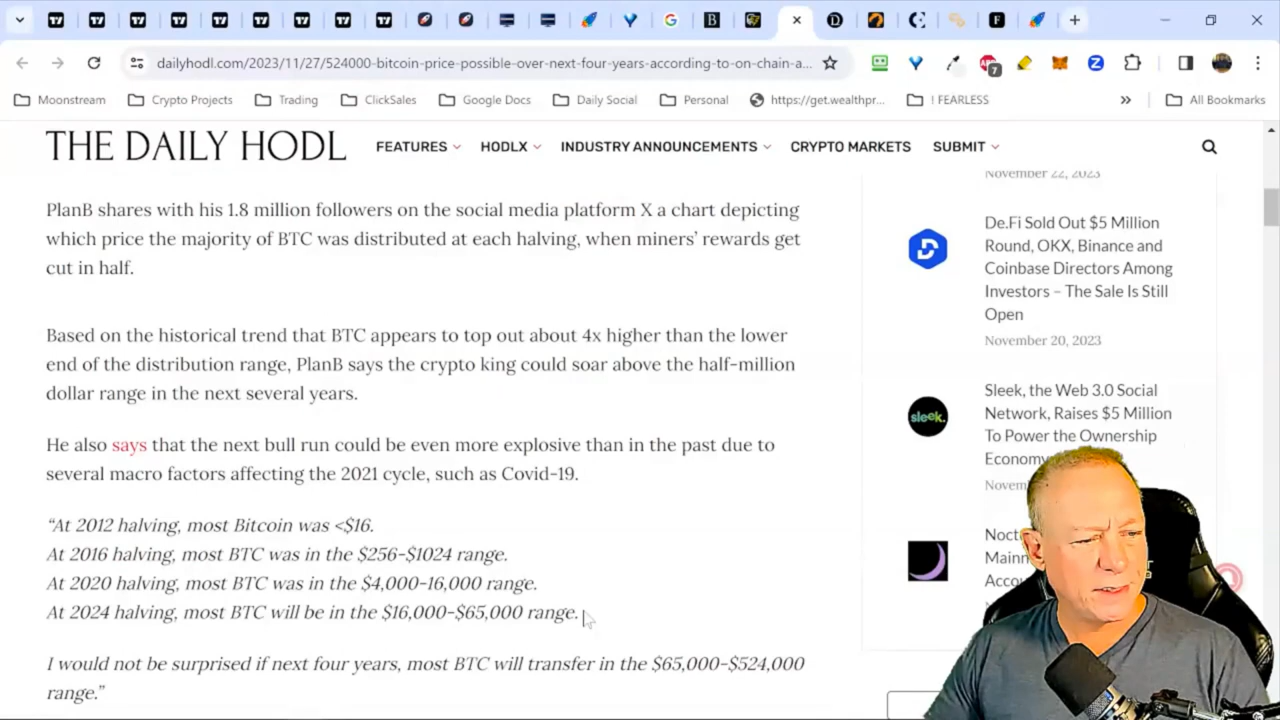 dailyhodl.com/2023/11/27/524000-bitcoin-price-possible-over-next-four-years-according-to-on-chain-a...
7
Moonstream
Crypto Projects
Trading
ClickSales
Google Docs
Daily Social
Personal
https://get.wealthpr...
! FEARLESS
»
All Bookmarks
THE DAILY HODL
FEATURES
HODLX
INDUSTRY ANNOUNCEMENTS
CRYPTO MARKETS
SUBMIT
PlanB shares with his 1.8 million followers on the social media platform X a chart depicting
which price the majority of BTC was distributed at each halving, when miners' rewards get
cut in half.
Based on the historical trend that BTC appears to top out about 4x higher than the lower
end of the distribution range, PlanB says the crypto king could soar above the half-million
dollar range in the next several years.
He also says that the next bull run could be even more explosive than in the past due to
several macro factors affecting the 2021 cycle, such as Covid-19.
“At 2012 halving, most Bitcoin was <$16.
At 2016 halving, most BTC was in the $256-$1024 range.
At 2020 halving, most BTC was in the $4,000-16,000 range.
At 2024 halving, most BTC will be in the $16,000-$65,000 range.
I would not be surprised if next four years, most BTC will transfer in the $65,000-$524,000
range.”
November 22, 2023
De.Fi Sold Out $5 Million
Round, OKX, Binance and
Coinbase Directors Among
Investors – The Sale Is Still
Open
November 20, 2023
sleek.
Sleek, the Web 3.0 Social
Network, Raises $5 Million
To Power the Ownership